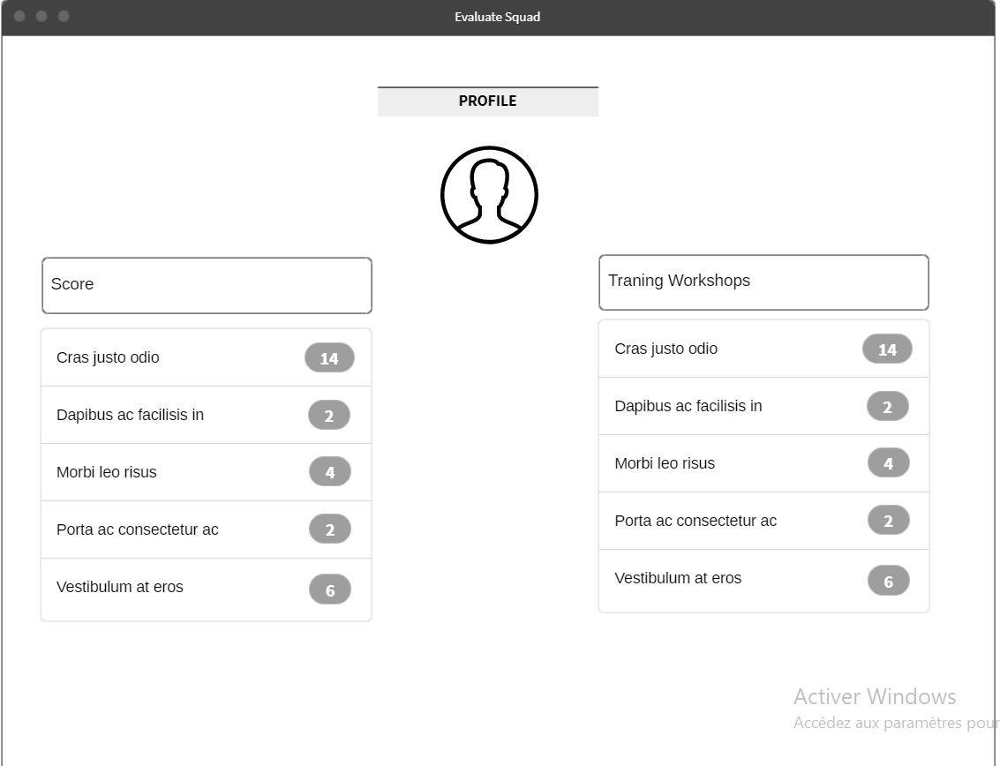 Evaluate Squad
PROFILE
Score
Cras justo odio 14
Dapibus ac facilisis in 2
Morbi leo risus 4
Porta ac consectetur ac 2
Vestibulum at eros 6
Traning Workshops
Cras justo odio 14
Dapibus ac facilisis in 2
Morbi leo risus 4
Porta ac consectetur ac 2
Vestibulum at eros 6
Activer Windows
Accédez aux paramètres pour